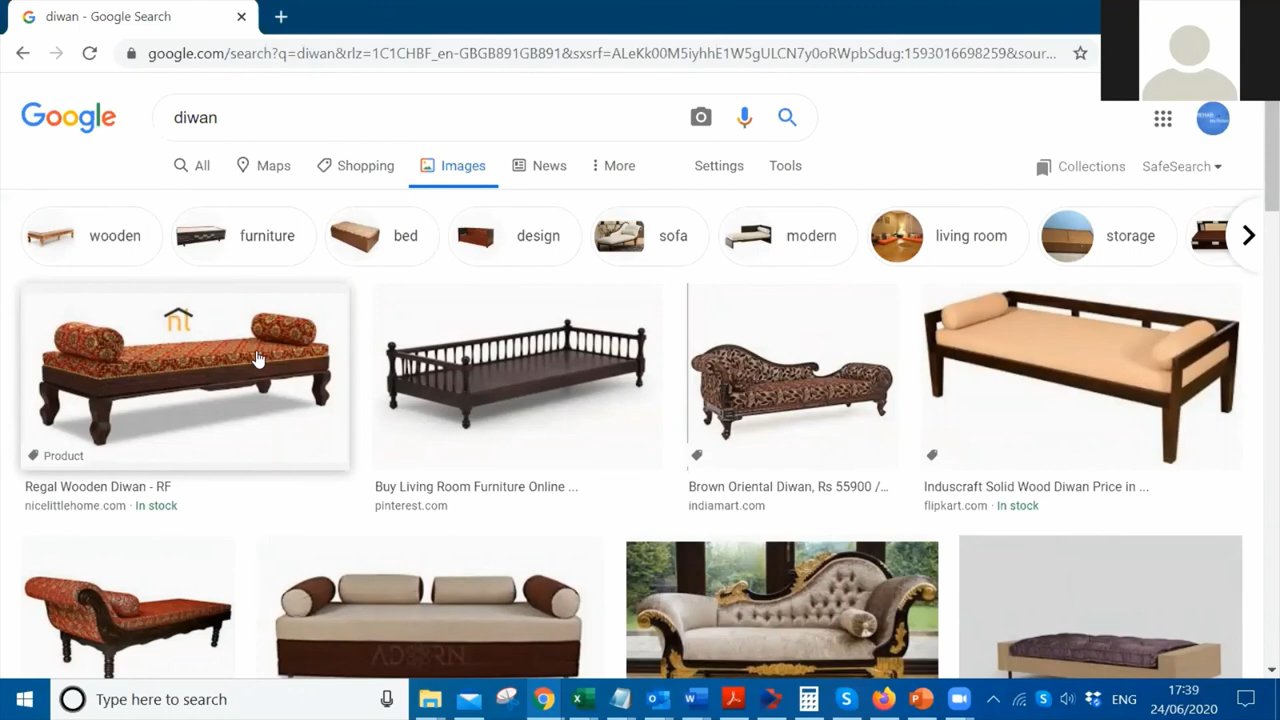 diwan - Google Search
google.com/search?q=diwan&rlz=1C1CHBF_en-GBGB891GB891&sxsrf=ALeKk00M5iyhhE1W5gULCN7y0oRWpbSdug:1593016698259&sour...
Google
diwan
All Maps Shopping Images News More Settings Tools Collections SafeSearch
wooden furniture bed design sofa modern living room storage
nt
Product
Regal Wooden Diwan - RF
nicelittlehome.com · In stock
Buy Living Room Furniture Online ...
pinterest.com
Brown Oriental Diwan, Rs 55900 /...
indiamart.com
Induscraft Solid Wood Diwan Price in ...
flipkart.com · In stock
ADORN
Type here to search
ENG
17:39
24/06/2020